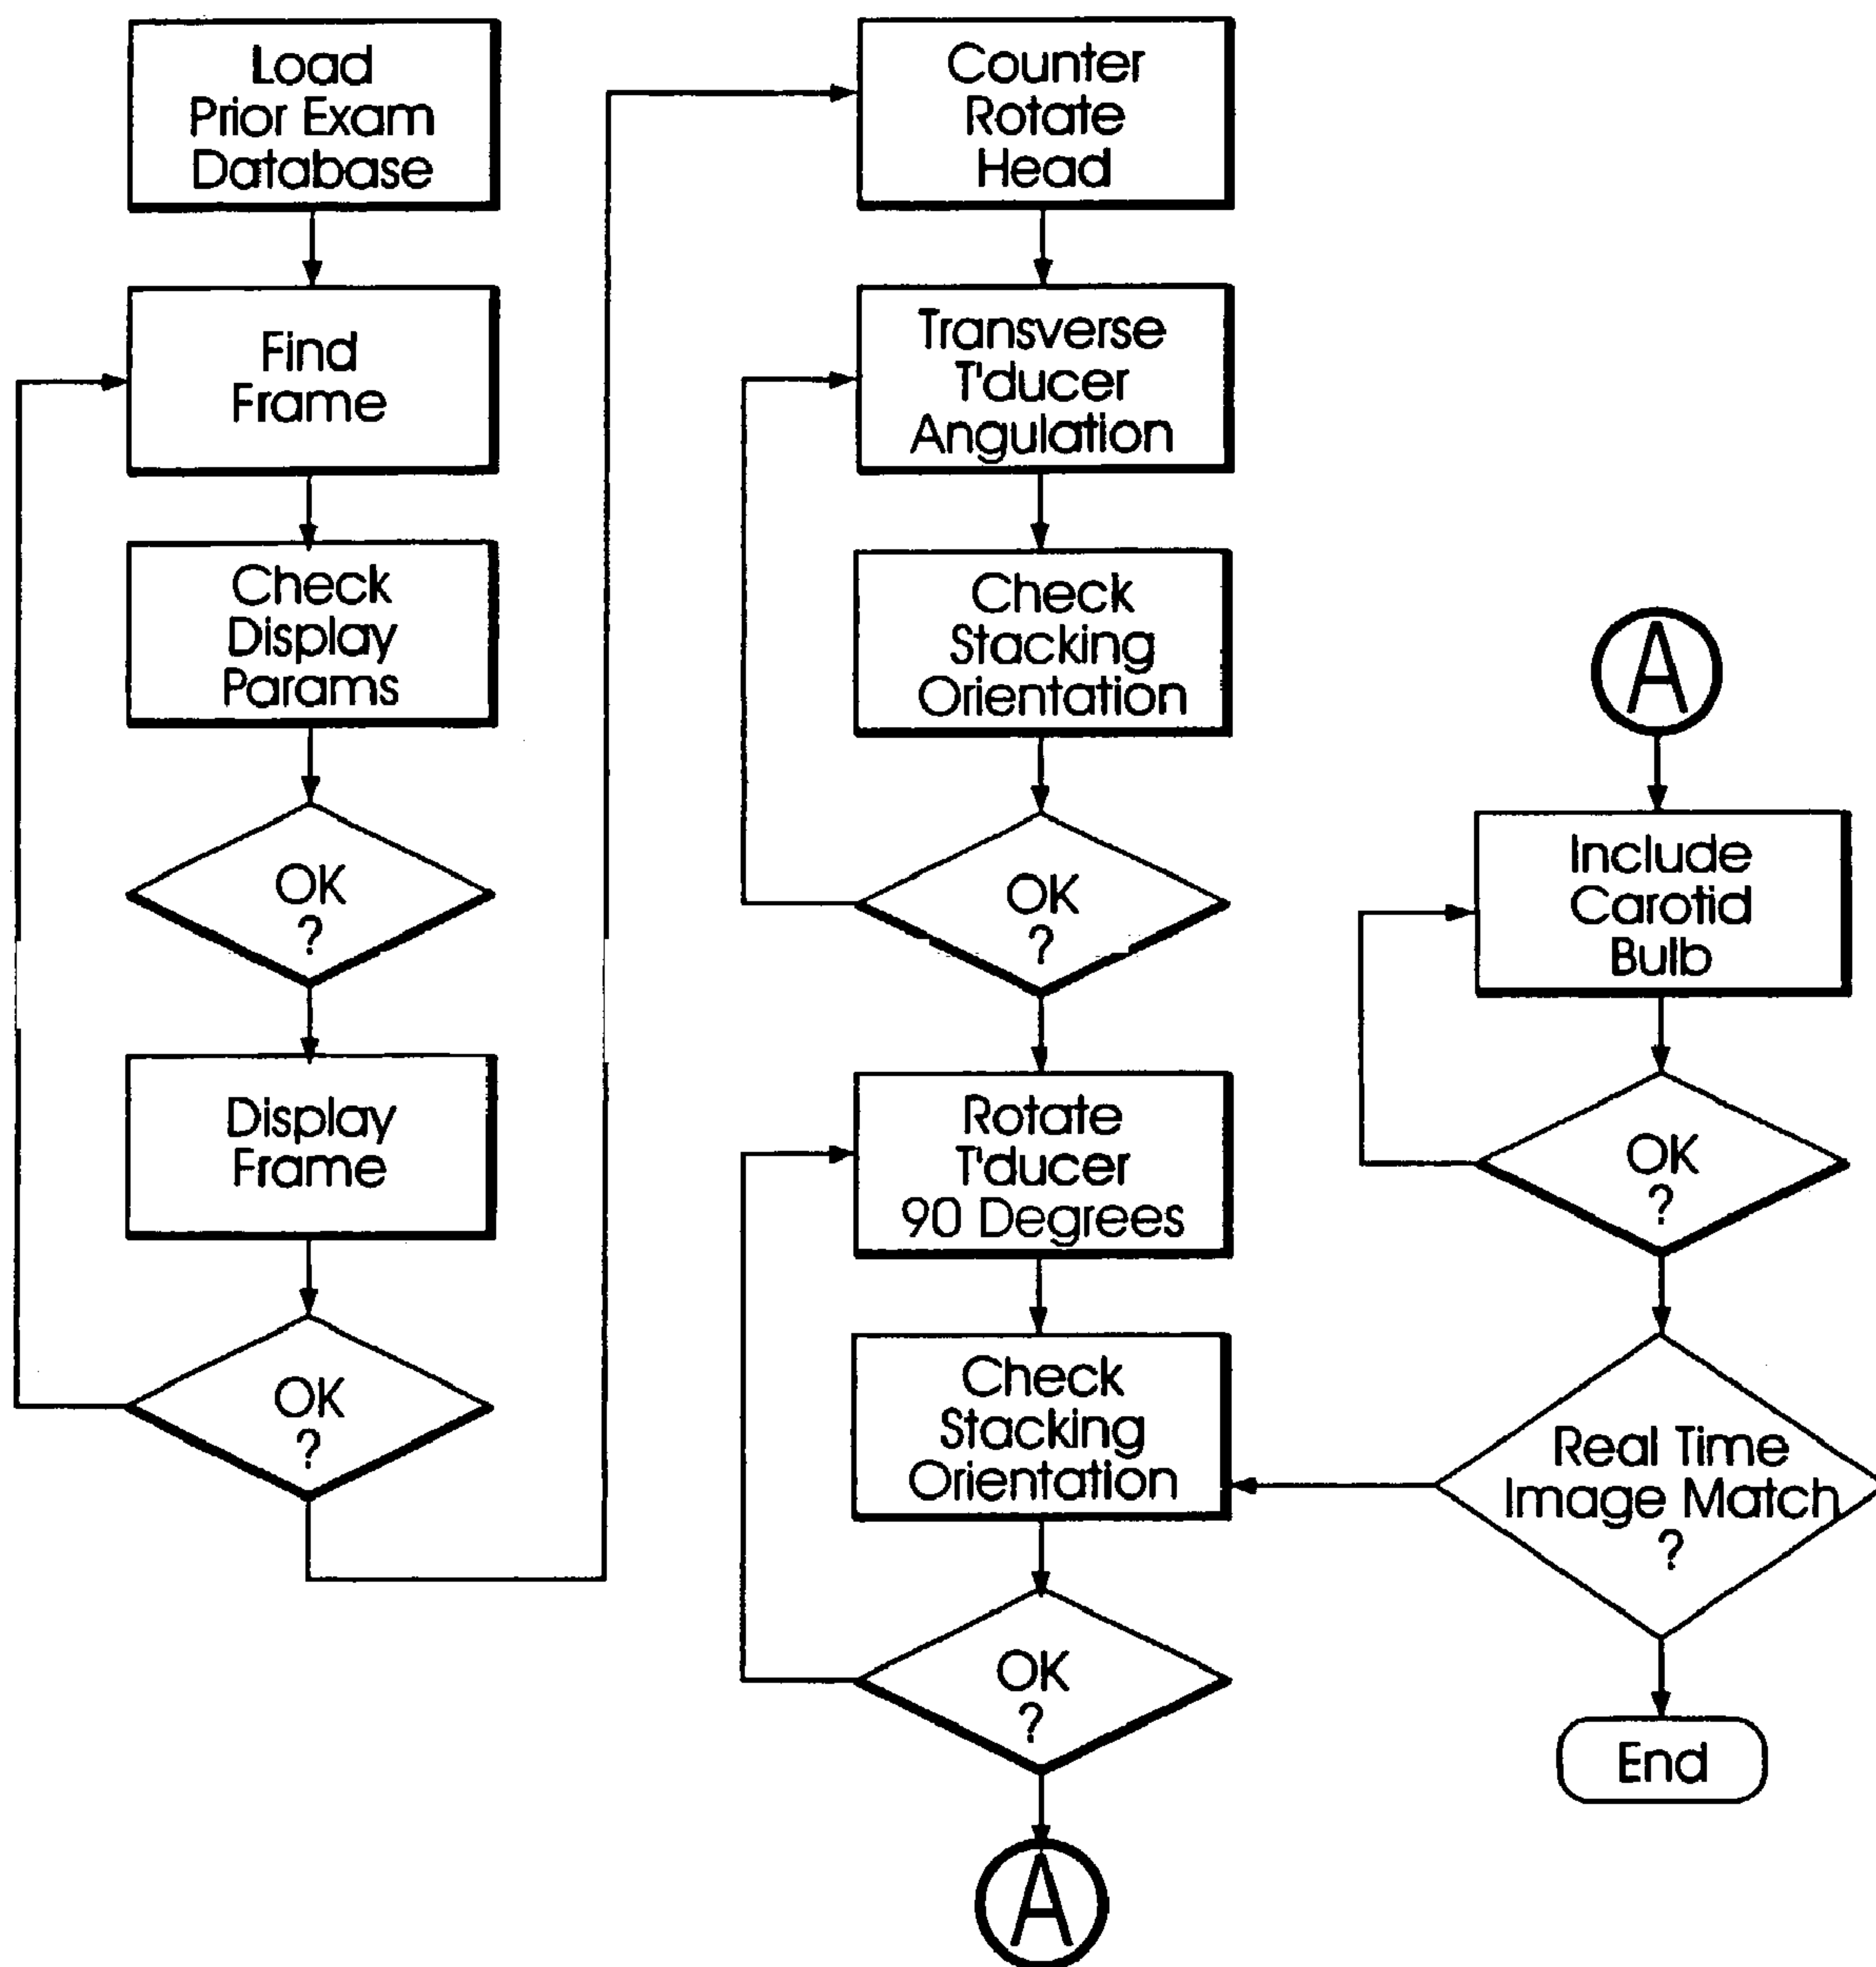 Load
Prior Exam
Database
Find
Frame
Check
Display
Params
OK
?
Display
Frame
OK
?
Counter
Rotate
Head
Transverse
T'ducer
Angulation
Check
Stacking
Orientation
OK
?
Rotate
T'ducer
90 Degrees
Check
Stacking
Orientation
OK
?
A
A
Include
Carotid
Bulb
OK
?
Real Time
Image Match
?
End